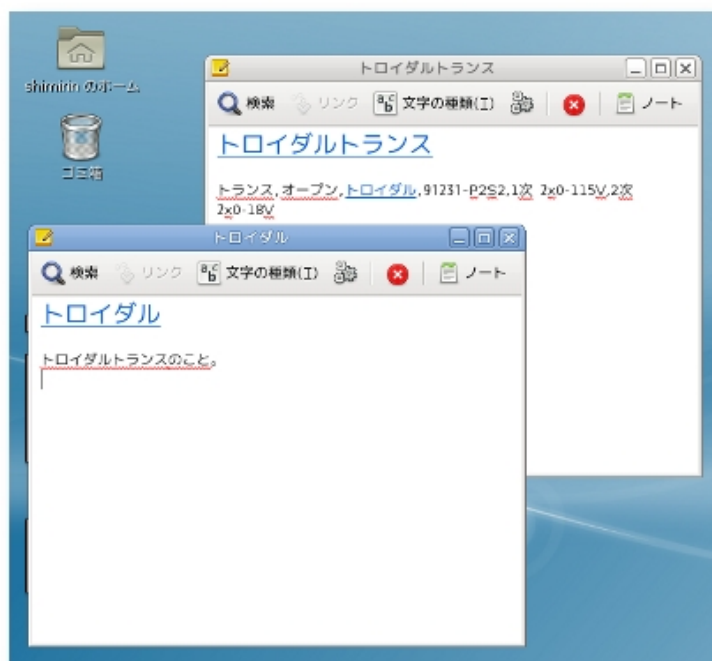 shimirin のホーム
ゴミ箱
トロイダルトランス
検索 リンク 文字の種類(I) ノート
トロイダルトランス
トランス,オープン,トロイダル,91231-P2S2,1次 2x0-115V,2次
2x0-18V
トロイダル
検索 リンク 文字の種類(I) ノート
トロイダル
トロイダルトランスのこと。